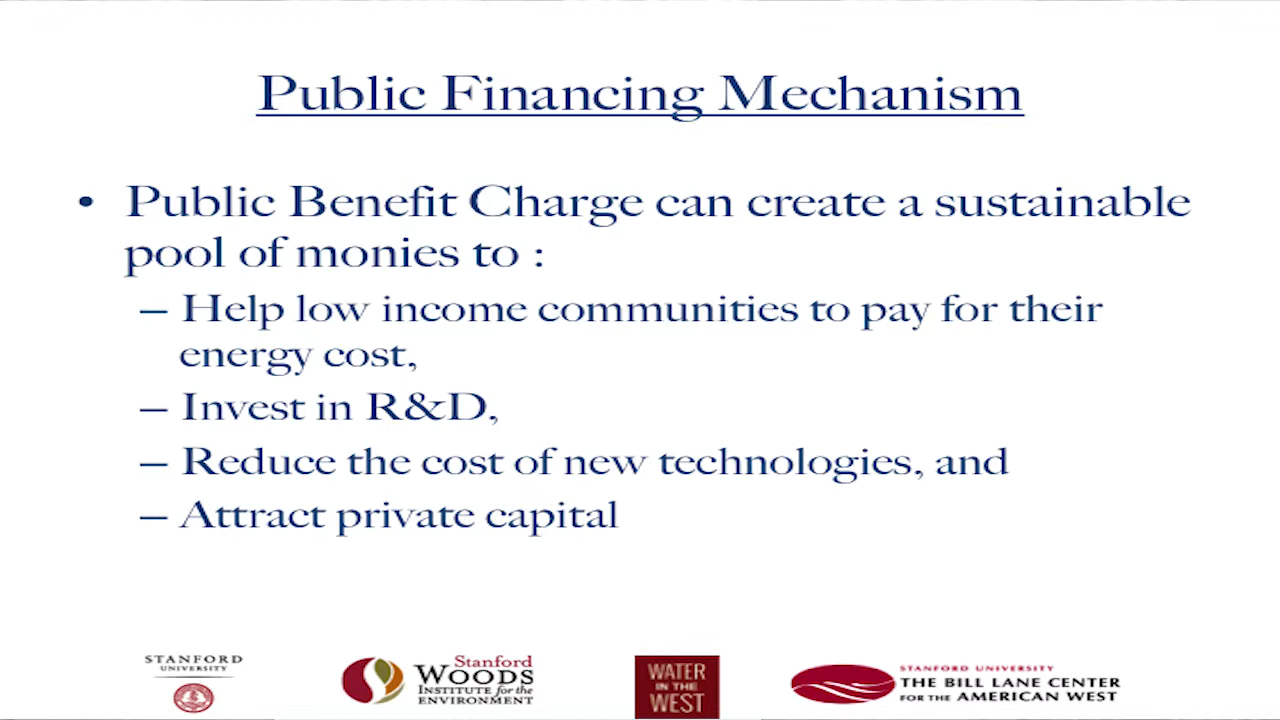 Public Financing Mechanism
• Public Benefit Charge can create a sustainable
pool of monies to :
– Help low income communities to pay for their
energy cost,
– Invest in R&D,
– Reduce the cost of new technologies, and
– Attract private capital
STANFORD
UNIVERSITY
Stanford
WOODS
INSTITUTE for the
ENVIRONMENT
WATER
IN THE
WEST
STANFORD UNIVERSITY
THE BILL LANE CENTER
FOR THE AMERICAN WEST